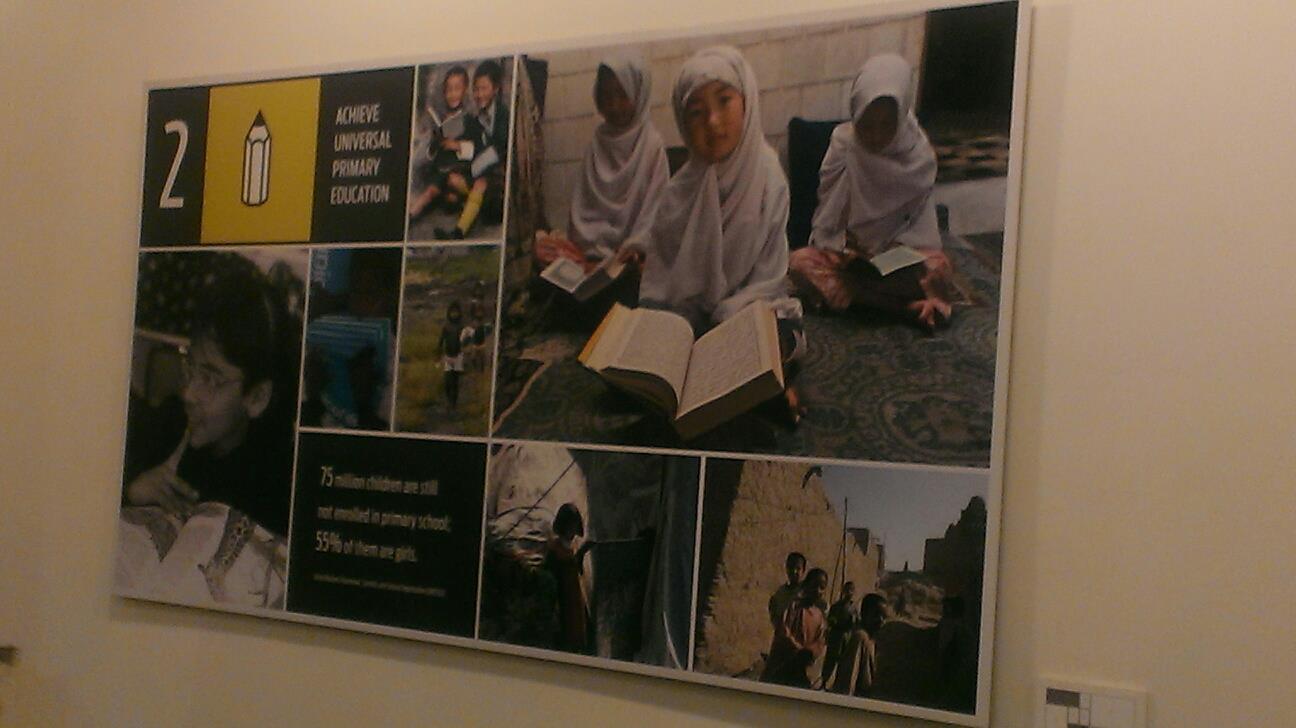 2
ACHIEVE
UNIVERSAL
PRIMARY
EDUCATION
75 million children are still
not enrolled in primary school;
55% of them are girls.